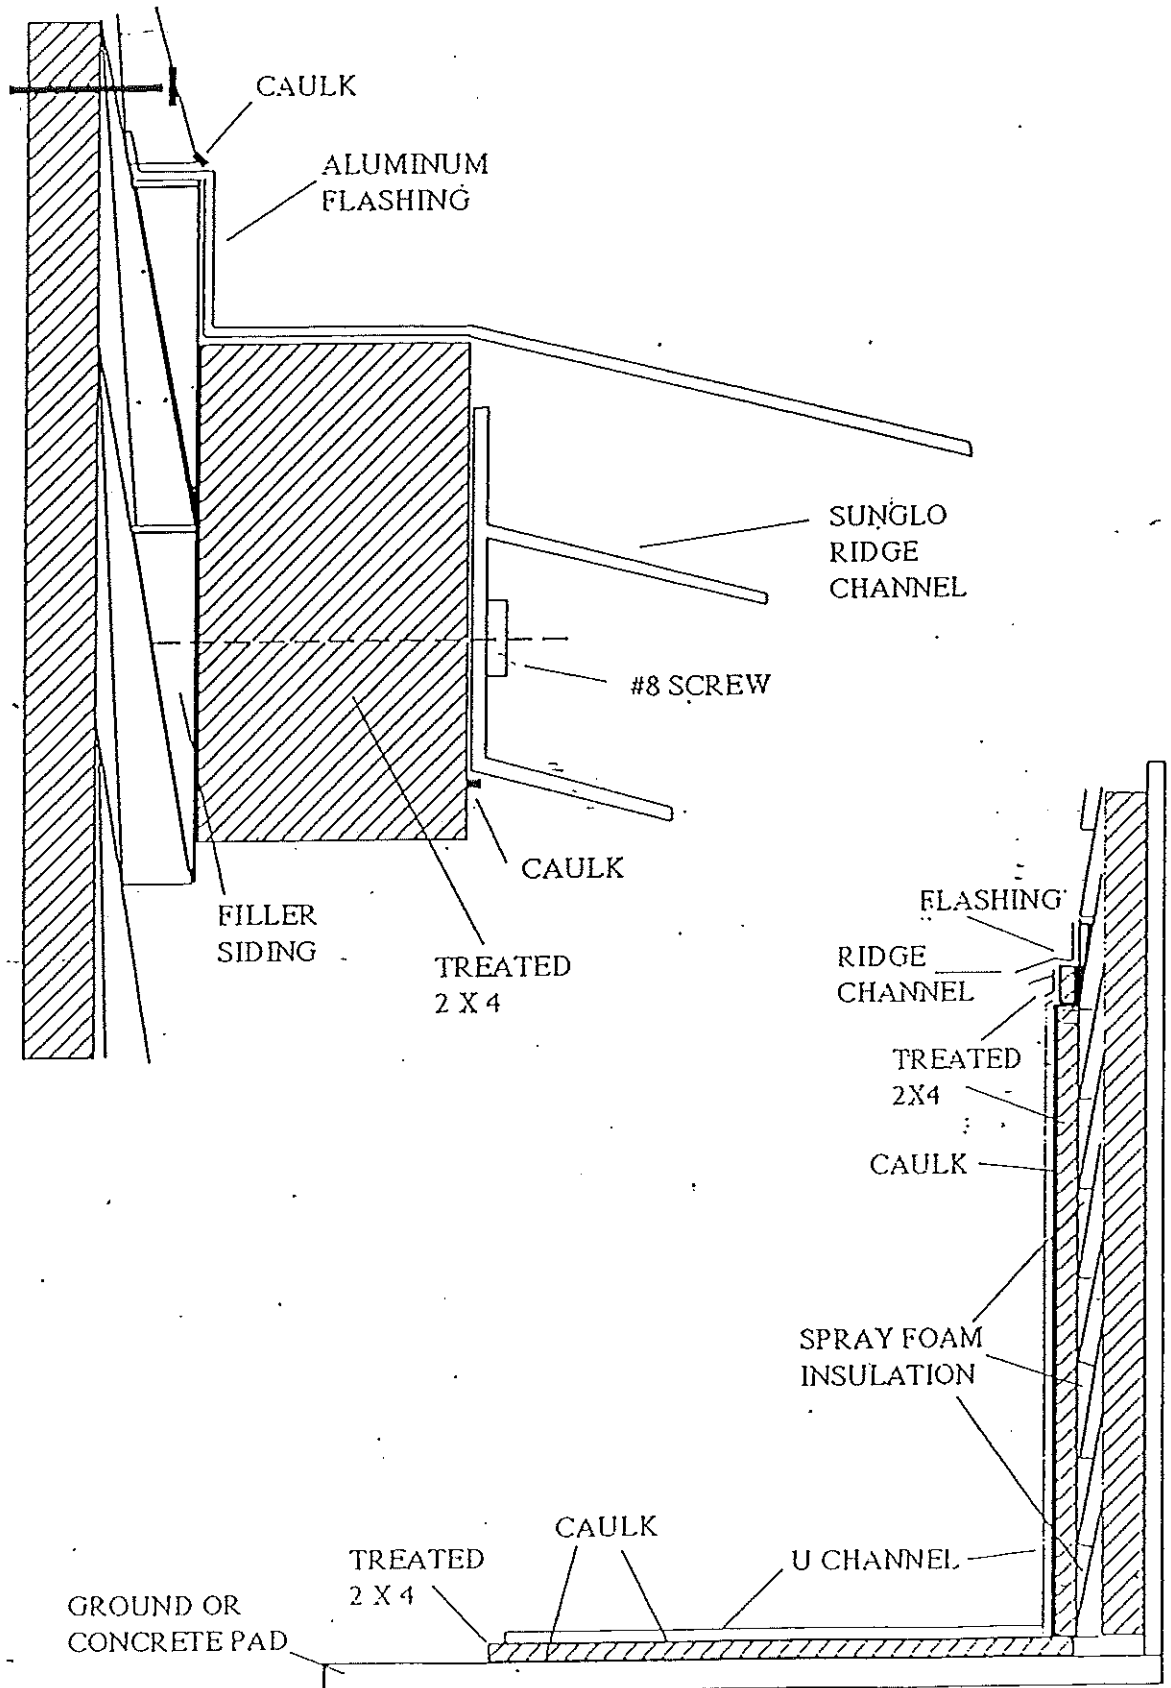 CAULK
ALUMINUM
FLASHING
SUNGLO
RIDGE
CHANNEL
#8 SCREW
CAULK
FILLER
SIDING
TREATED
2 X 4
FLASHING
RIDGE
CHANNEL
TREATED
2X4
CAULK
SPRAY FOAM
INSULATION
CAULK
TREATED
2 X 4
U CHANNEL
GROUND OR
CONCRETE PAD